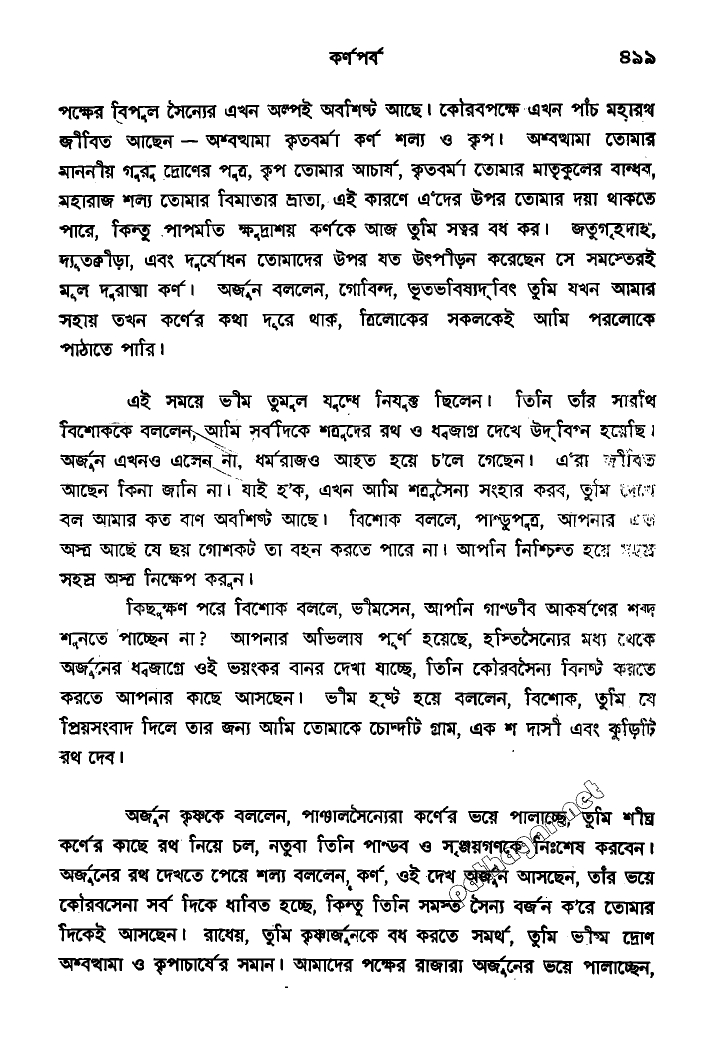 কর্ণপর্ব ৪৯৯
পক্ষের বিপুল সৈন্যের এখন অল্পই অবশিষ্ট আছে। কৌরবপক্ষে এখন পাঁচ মহারথ
জীবিত আছেন — অশ্বত্থামা কৃতবর্মা কর্ণ শল্য ও কৃপ। অশ্বত্থামা তোমার
মাননীয় গুরু দ্রোণের পুত্র, কৃপ তোমার আচার্য, কৃতবর্মা তোমার মাতৃকুলের বান্ধব,
মহারাজ শল্য তোমার বিমাতার ভ্রাতা, এই কারণে এ'দের উপর তোমার দয়া থাকতে
পারে, কিন্তু পাপমতি ক্ষুদ্রাশয় কর্ণকে আজ তুমি সত্বর বধ কর। জতুগৃহদাহ,
দ্যূতক্রীড়া, এবং দুর্যোধন তোমাদের উপর যত উৎপীড়ন করেছেন সে সমস্তেরই
মূল দুরাত্মা কর্ণ। অর্জুন বললেন, গোবিন্দ, ভূতভবিষ্যদ্‌বিৎ তুমি যখন আমার
সহায় তখন কর্ণের কথা দূরে থাক, ত্রিলোকের সকলকেই আমি পরলোকে
পাঠাতে পারি।
এই সময়ে ভীম তুমুল যুদ্ধে নিযুক্ত ছিলেন। তিনি তাঁর সারথি
বিশোককে বললেন, আমি সর্বদিকে শত্রুদের রথ ও ধ্বজাগ্র দেখে উদ্‌বিগ্ন হয়েছি।
অর্জুন এখনও এলেন না, ধর্মরাজও আহত হয়ে চ'লে গেছেন। এ'রা জীবিত
আছেন কিনা জানি না। যাই হ'ক, এখন আমি শত্রুসৈন্য সংহার করব, তুমি দেখে
বল আমার কত বাণ অবশিষ্ট আছে। বিশোক বললে, পাণ্ডুপুত্র, আপনার এত
অস্ত্র আছে যে ছয় গোশকট তা বহন করতে পারে না। আপনি নিশ্চিন্ত হয়ে সহস্র
সহস্র অস্ত্র নিক্ষেপ করুন।
কিছুক্ষণ পরে বিশোক বললে, ভীমসেন, আপনি গাণ্ডীব আকর্ষণের শব্দ
শুনতে পাচ্ছেন না? আপনার অভিলাষ পূর্ণ হয়েছে, হস্তিসৈন্যের মধ্য থেকে
অর্জুনের ধ্বজাগ্রে ওই ভয়ংকর বানর দেখা যাচ্ছে, তিনি কৌরবসৈন্য বিনষ্ট করতে
করতে আপনার কাছে আসছেন। ভীম হৃষ্ট হয়ে বললেন, বিশোক, তুমি যে
প্রিয়সংবাদ দিলে তার জন্য আমি তোমাকে চোদ্দটি গ্রাম, এক শ দাসী এবং কুড়িটি
রথ দেব।
অর্জুন কৃষ্ণকে বললেন, পাঞ্চালসৈন্যেরা কর্ণের ভয়ে পালাচ্ছে, তুমি শীঘ্র
কর্ণের কাছে রথ নিয়ে চল, নতুবা তিনি পাণ্ডব ও সৃঞ্জয়গণকে নিঃশেষ করবেন।
অর্জুনের রথ দেখতে পেয়ে শল্য বললেন, কর্ণ, ওই দেখ অর্জুন আসছেন, তাঁর ভয়ে
কৌরবসেনা সর্ব দিকে ধাবিত হচ্ছে, কিন্তু তিনি সমস্ত সৈন্য বর্জন ক'রে তোমার
দিকেই আসছেন। রাধেয়, তুমি কৃষ্ণার্জুনকে বধ করতে সমর্থ, তুমি ভীষ্ম দ্রোণ
অশ্বত্থামা ও কৃপাচার্যের সমান। আমাদের পক্ষের রাজারা অর্জুনের ভয়ে পালাচ্ছেন,
pathagar.net